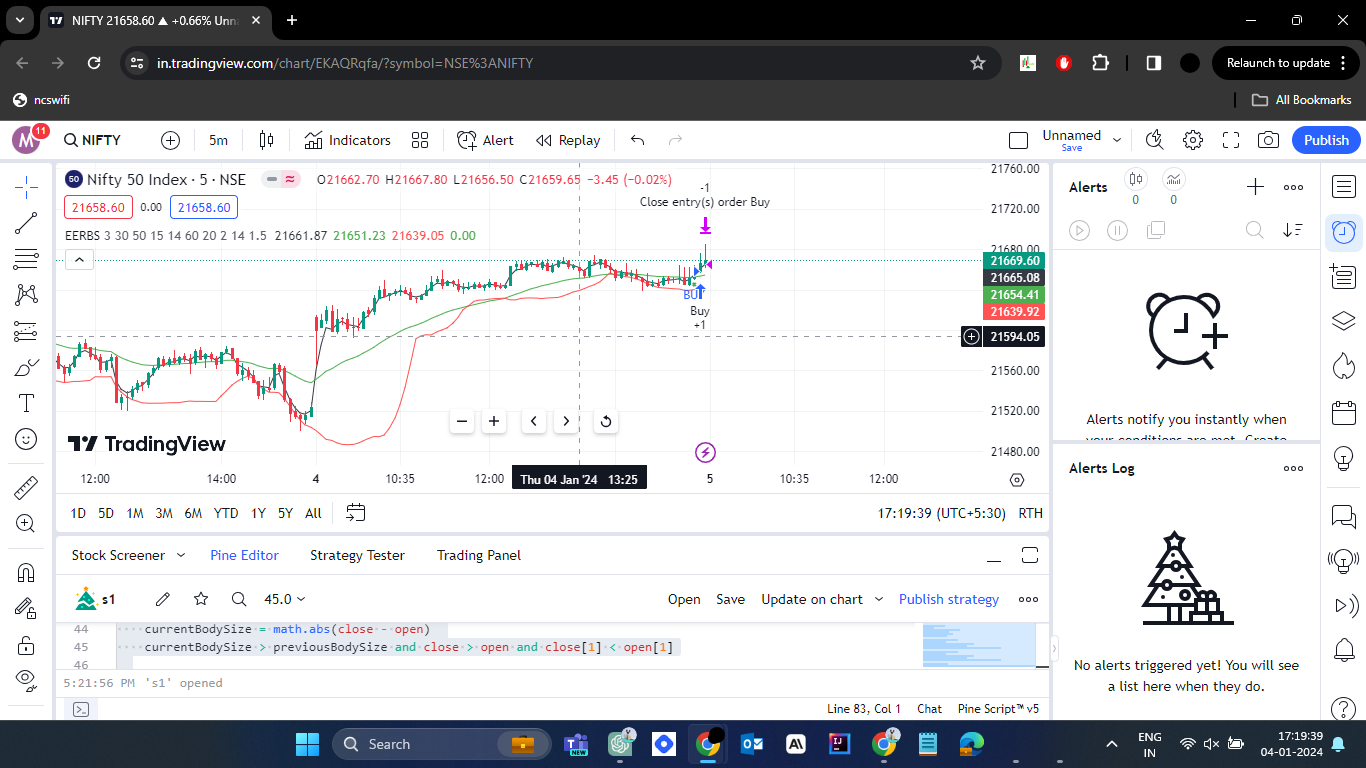 NIFTY 21658.60 ▲ +0.66% Unna
in.tradingview.com/chart/EKAQRqfa/?symbol=NSE%3ANIFTY
Relaunch to update
ncswifi
All Bookmarks
M 11
NIFTY
5m
Indicators
Alert
Replay
Unnamed
Save
Publish
50 Nifty 50 Index · 5 · NSE O21662.70 H21667.80 L21656.50 C21659.65 −3.45 (−0.02%)
21658.60 0.00 21658.60
EERBS 3 30 50 15 14 60 20 2 14 1.5 21661.87 21651.23 21639.05 0.00
-1
Close entry(s) order Buy
BUY
Buy
+1
21760.00
21720.00
21680.00
21669.60
21665.08
21654.41
21639.92
21594.05
21560.00
21520.00
21480.00
TradingView
12:00 14:00 4 10:35 12:00 Thu 04 Jan '24 13:25 5 10:35 12:00
1D 5D 1M 3M 6M YTD 1Y 5Y All
17:19:39 (UTC+5:30) RTH
Alerts
0 0
Alerts notify you instantly when
your conditions are met. Create
Alerts Log
No alerts triggered yet! You will see
a list here when they do.
Stock Screener Pine Editor Strategy Tester Trading Panel
s1 45.0 Open Save Update on chart Publish strategy
44 currentBodySize = math.abs(close - open)
45 currentBodySize > previousBodySize and close > open and close[1] < open[1]
46
5:21:56 PM 's1' opened
Line 83, Col 1 Chat Pine Script™ v5
Search
NEW
ENG
IN
17:19:39
04-01-2024